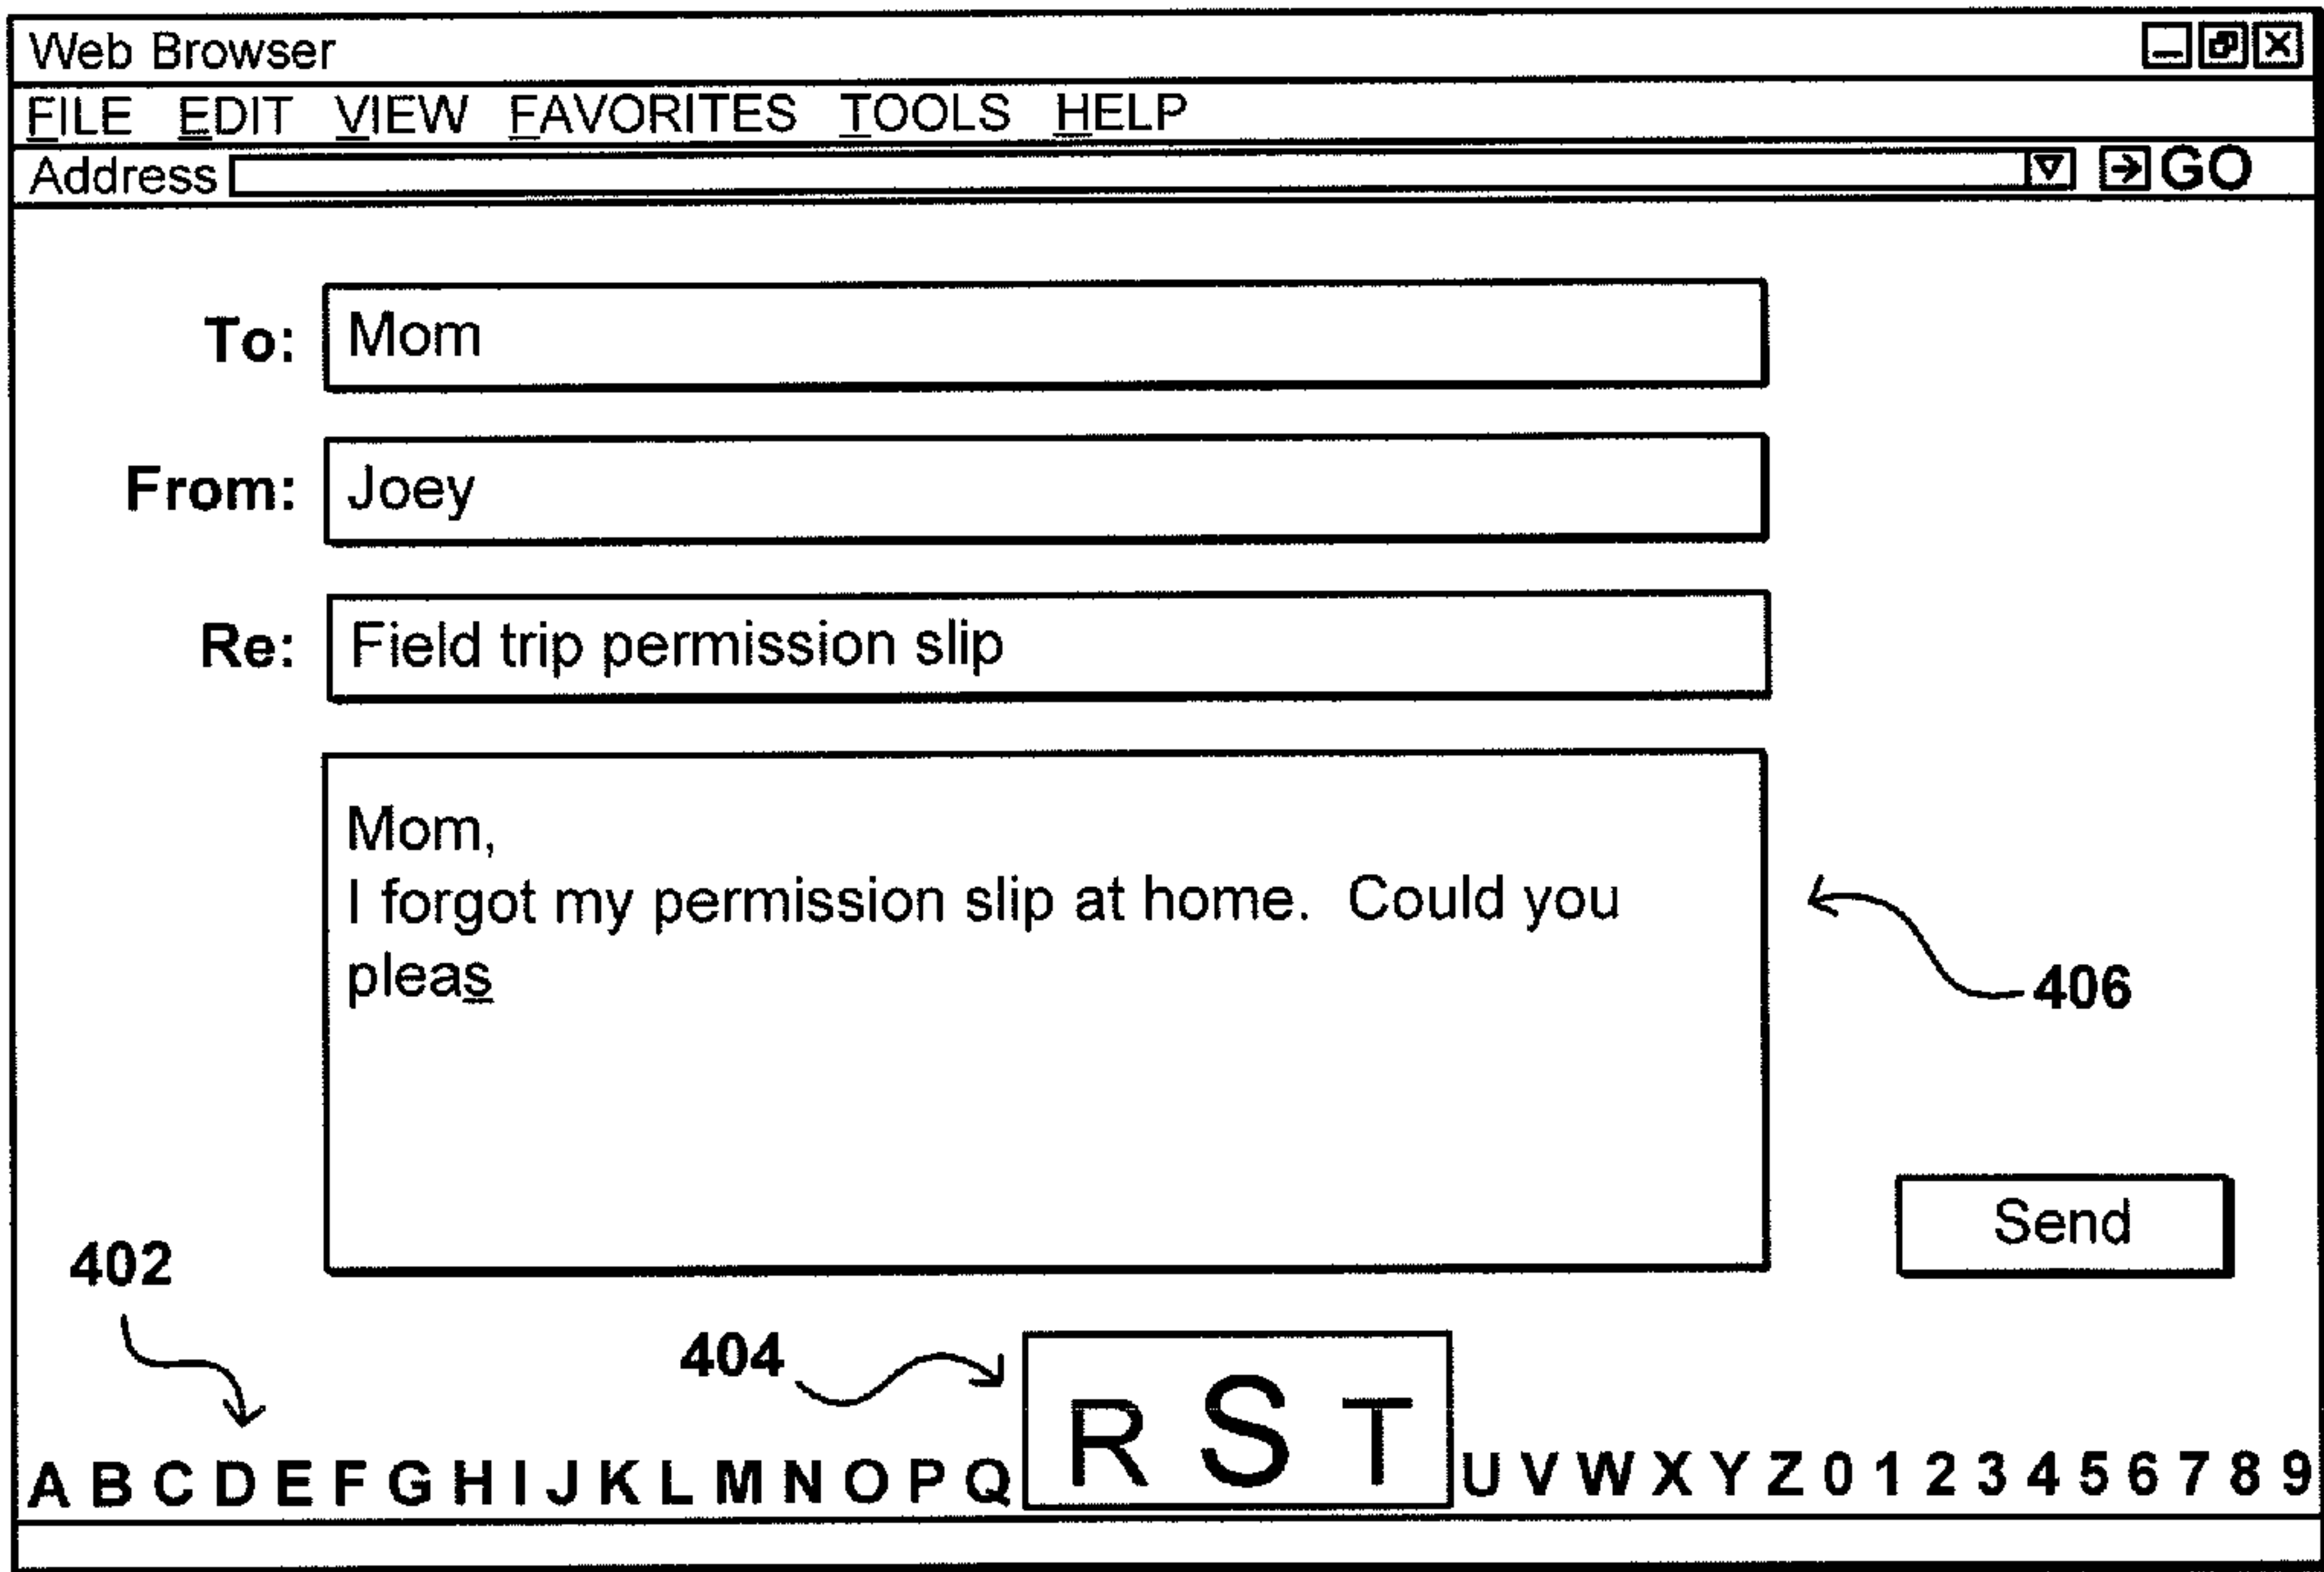 Web Browser
FILE EDIT VIEW FAVORITES TOOLS HELP
Address GO
To: Mom
From: Joey
Re: Field trip permission slip
Mom,
I forgot my permission slip at home. Could you
pleas
406
Send
402
404
A B C D E F G H I J K L M N O P Q R S T U V W X Y Z 0 1 2 3 4 5 6 7 8 9